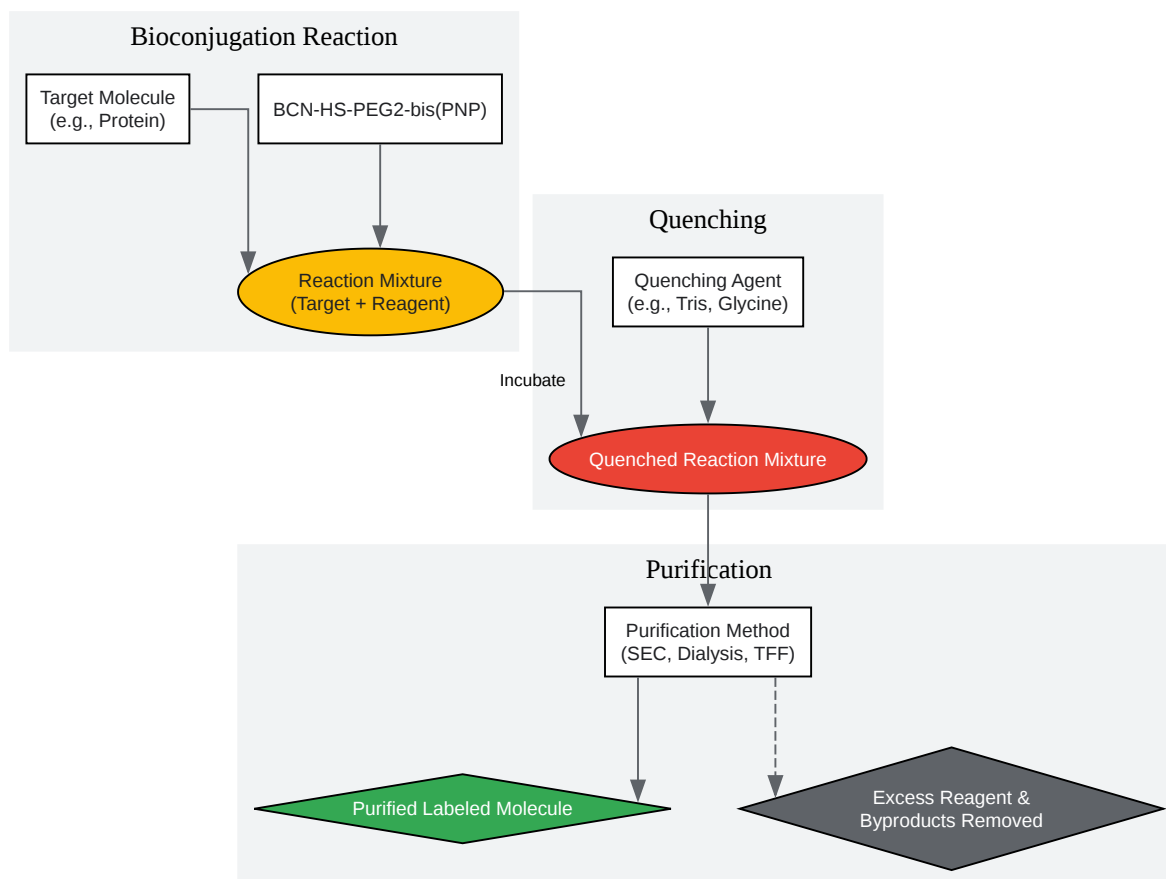 Bioconjugation Reaction
Target Molecule
(e.g., Protein)
BCN-HS-PEG2-bis(PNP)
Reaction Mixture
(Target + Reagent)
Quenching
Quenching Agent
(e.g., Tris, Glycine)
Incubate
Quenched Reaction Mixture
Purification
Purification Method
(SEC, Dialysis, TFF)
Purified Labeled Molecule
Excess Reagent &
Byproducts Removed